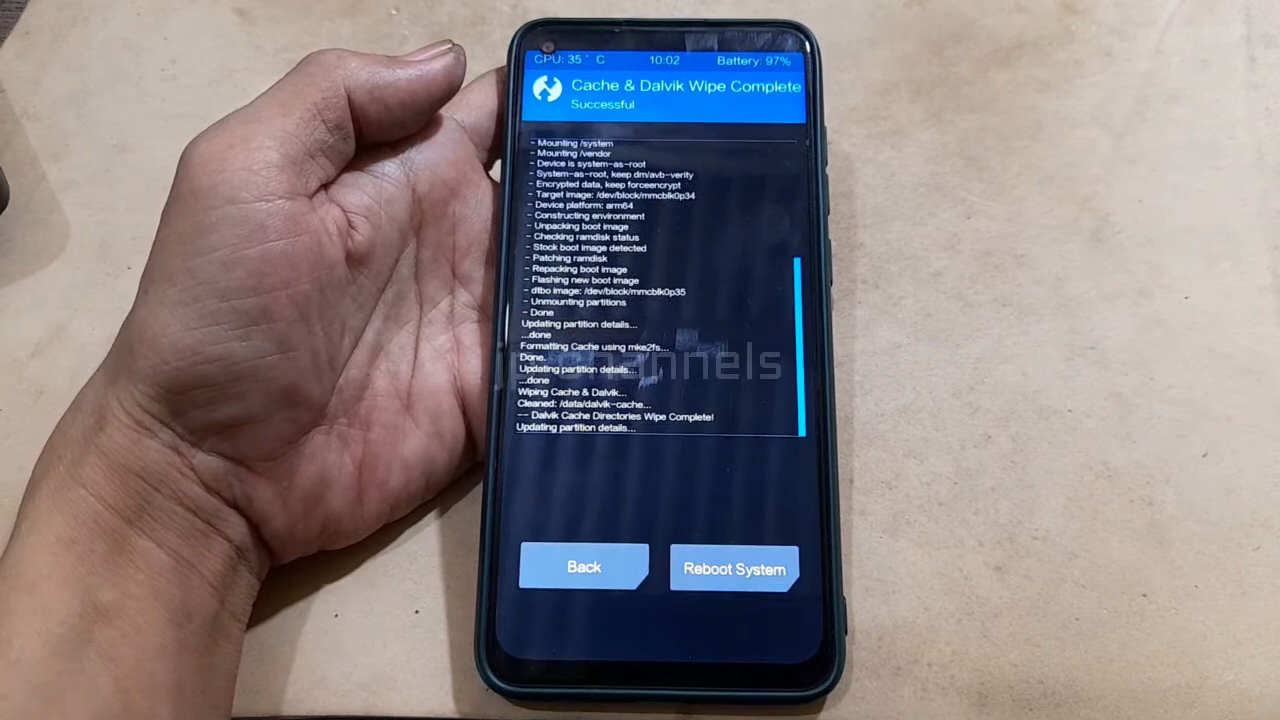 CPU: 35° C 10:02 Battery: 97%
Cache & Dalvik Wipe Complete
Successful
- Mounting /system
- Mounting /vendor
- Device is system-as-root
- System-as-root, keep dm/avb-verity
- Encrypted data, keep forceencrypt
- Target image: /dev/block/mmcblk0p34
- Device platform: arm64
- Constructing environment
- Unpacking boot image
- Checking ramdisk status
- Stock boot image detected
- Patching ramdisk
- Repacking boot image
- Flashing new boot image
- dtbo image: /dev/block/mmcblk0p35
- Unmounting partitions
- Done
Updating partition details...
...done
Formatting Cache using mke2fs...
Done.
Updating partition details...
...done
Wiping Cache & Dalvik...
Cleaned: /data/dalvik-cache...
-- Dalvik Cache Directories Wipe Complete!
Updating partition details...
jp channels
Back Reboot System